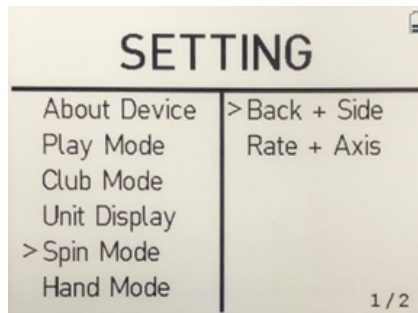 SETTING
About Device
Play Mode
Club Mode
Unit Display
> Spin Mode
Hand Mode
> Back + Side
Rate + Axis
1/2